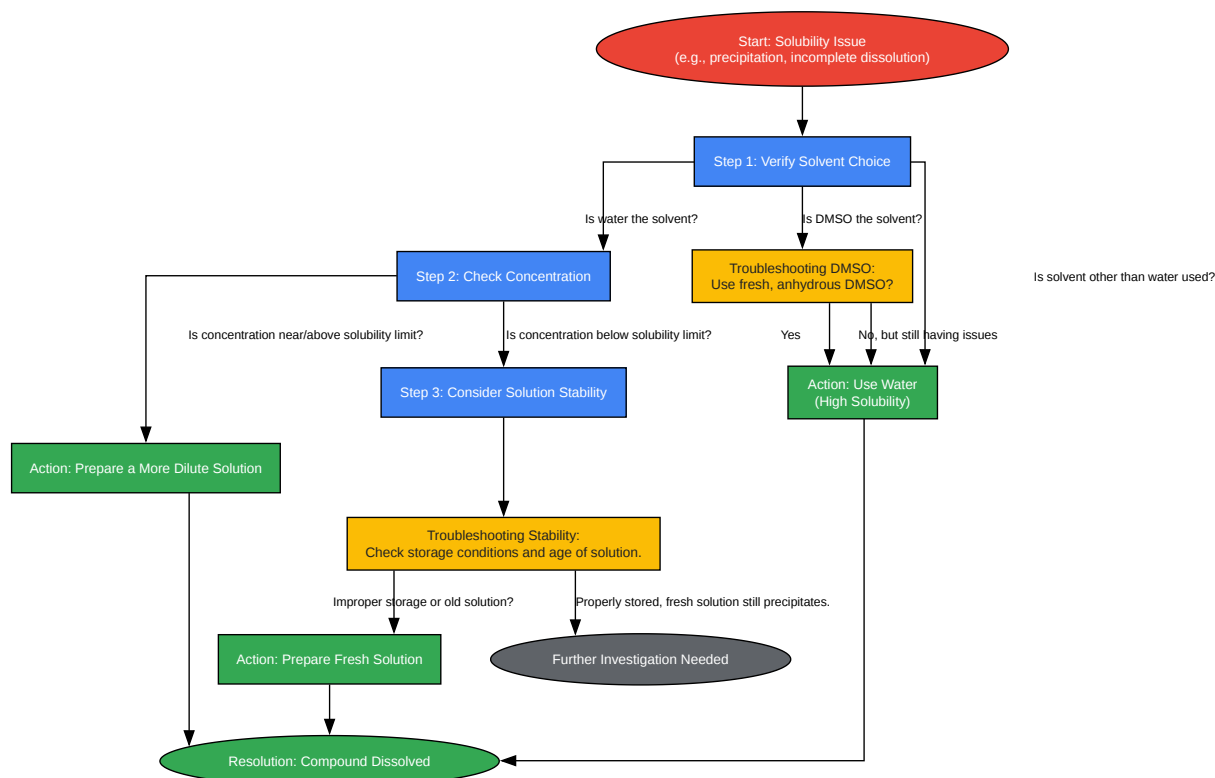 Start: Solubility Issue
(e.g., precipitation, incomplete dissolution)
Step 1: Verify Solvent Choice
Is water the solvent?
Is DMSO the solvent?
Step 2: Check Concentration
Troubleshooting DMSO:
Use fresh, anhydrous DMSO?
Is solvent other than water used?
Is concentration near/above solubility limit?
Is concentration below solubility limit?
Yes
No, but still having issues
Step 3: Consider Solution Stability
Action: Use Water
(High Solubility)
Action: Prepare a More Dilute Solution
Troubleshooting Stability:
Check storage conditions and age of solution.
Improper storage or old solution?
Properly stored, fresh solution still precipitates.
Action: Prepare Fresh Solution
Further Investigation Needed
Resolution: Compound Dissolved